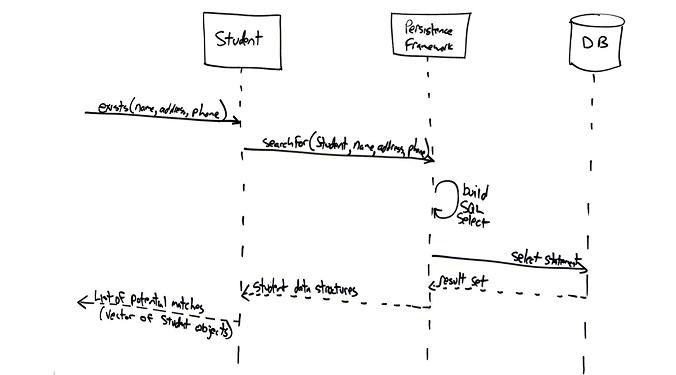 Student
Persistence
Framework
DB
exists(name, address, phone)
searchfor(Student, name, address, phone)
build
SQL
select
select statement
result set
student data structures
List of potential matches
(vector of Student objects)